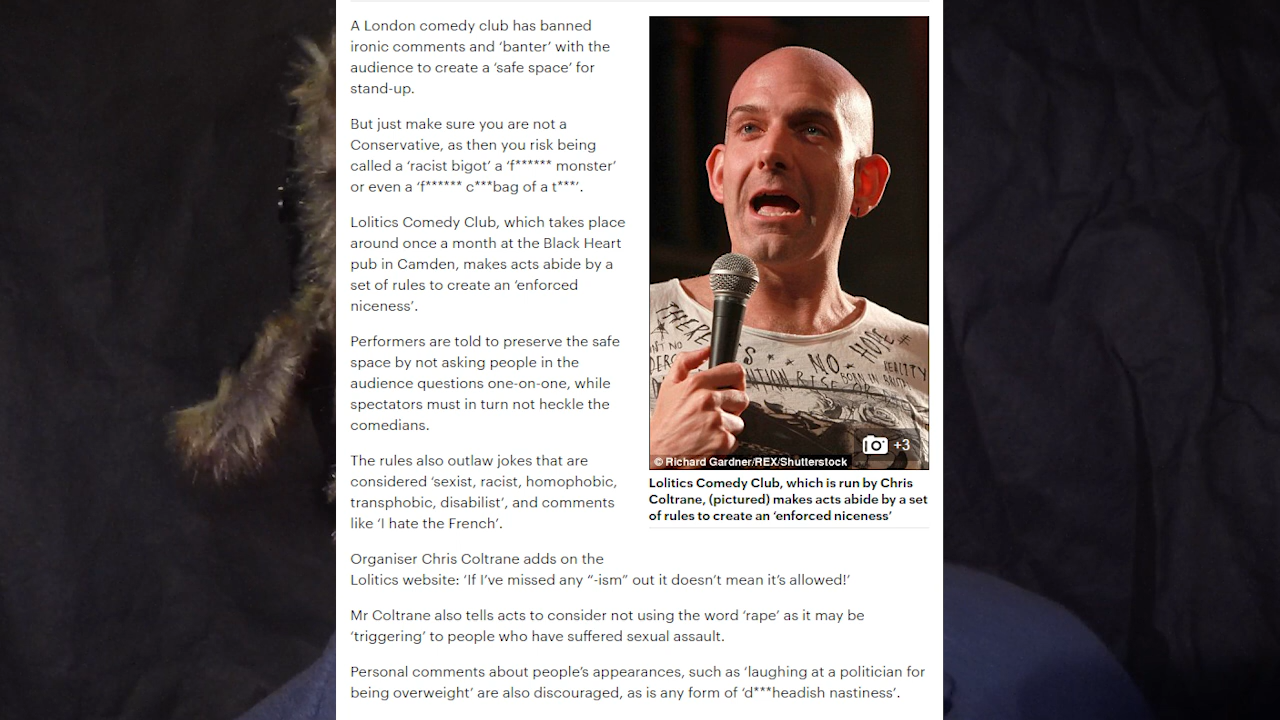 A London comedy club has banned
ironic comments and ‘banter’ with the
audience to create a ‘safe space’ for
stand-up.
But just make sure you are not a
Conservative, as then you risk being
called a ‘racist bigot’ a ‘f****** monster’
or even a ‘f****** c***bag of a t***’.
Lolitics Comedy Club, which takes place
around once a month at the Black Heart
pub in Camden, makes acts abide by a
set of rules to create an ‘enforced
niceness’.
Performers are told to preserve the safe
space by not asking people in the
audience questions one-on-one, while
spectators must in turn not heckle the
comedians.
The rules also outlaw jokes that are
considered ‘sexist, racist, homophobic,
transphobic, disabilist’, and comments
like ‘I hate the French’.
Organiser Chris Coltrane adds on the
Lolitics website: ‘If I’ve missed any “-ism” out it doesn’t mean it’s allowed!’
Mr Coltrane also tells acts to consider not using the word ‘rape’ as it may be
‘triggering’ to people who have suffered sexual assault.
Personal comments about people’s appearances, such as ‘laughing at a politician for
being overweight’ are also discouraged, as is any form of ‘d***headish nastiness’.
THERE
NO HOPE
REALITY
RISE
BORN IN
+3
© Richard Gardner/REX/Shutterstock
Lolitics Comedy Club, which is run by Chris
Coltrane, (pictured) makes acts abide by a set
of rules to create an ‘enforced niceness’